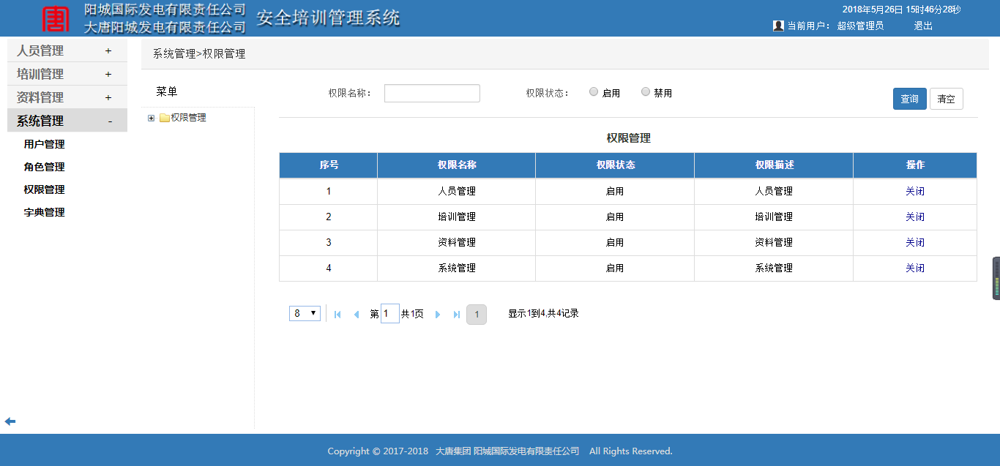 唐
阳城国际发电有限责任公司
大唐阳城发电有限责任公司
安全培训管理系统
2018年5月26日 15时46分28秒
当前用户： 超级管理员 退出
人员管理 +
培训管理 +
资料管理 +
系统管理 -
用户管理
角色管理
权限管理
字典管理
系统管理>权限管理
菜单
权限管理
权限名称： 权限状态： 启用 禁用 查询 清空
权限管理
序号 权限名称 权限状态 权限描述 操作
1 人员管理 启用 人员管理 关闭
2 培训管理 启用 培训管理 关闭
3 资料管理 启用 资料管理 关闭
4 系统管理 启用 系统管理 关闭
8 第 1 共1页 1 显示1到4,共4记录
Copyright © 2017-2018 大唐集团 阳城国际发电有限责任公司 All Rights Reserved.